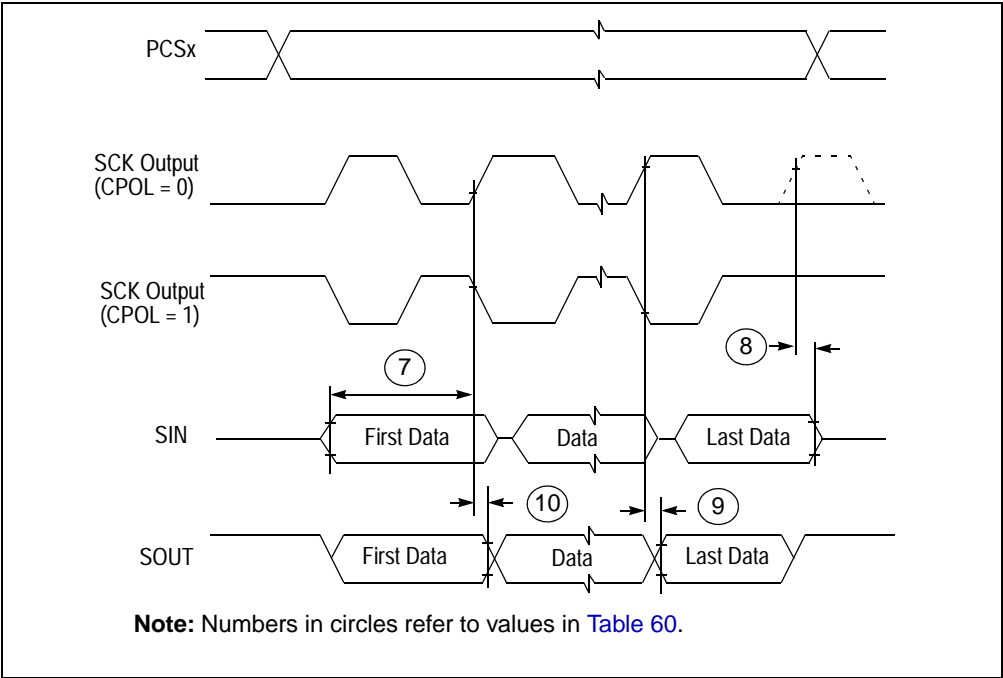 PCSx
SCK Output
(CPOL = 0)
SCK Output
(CPOL = 1)
8
7
SIN
First Data
Data
Last Data
10
9
SOUT
First Data
Data
Last Data
Note: Numbers in circles refer to values in Table 60.